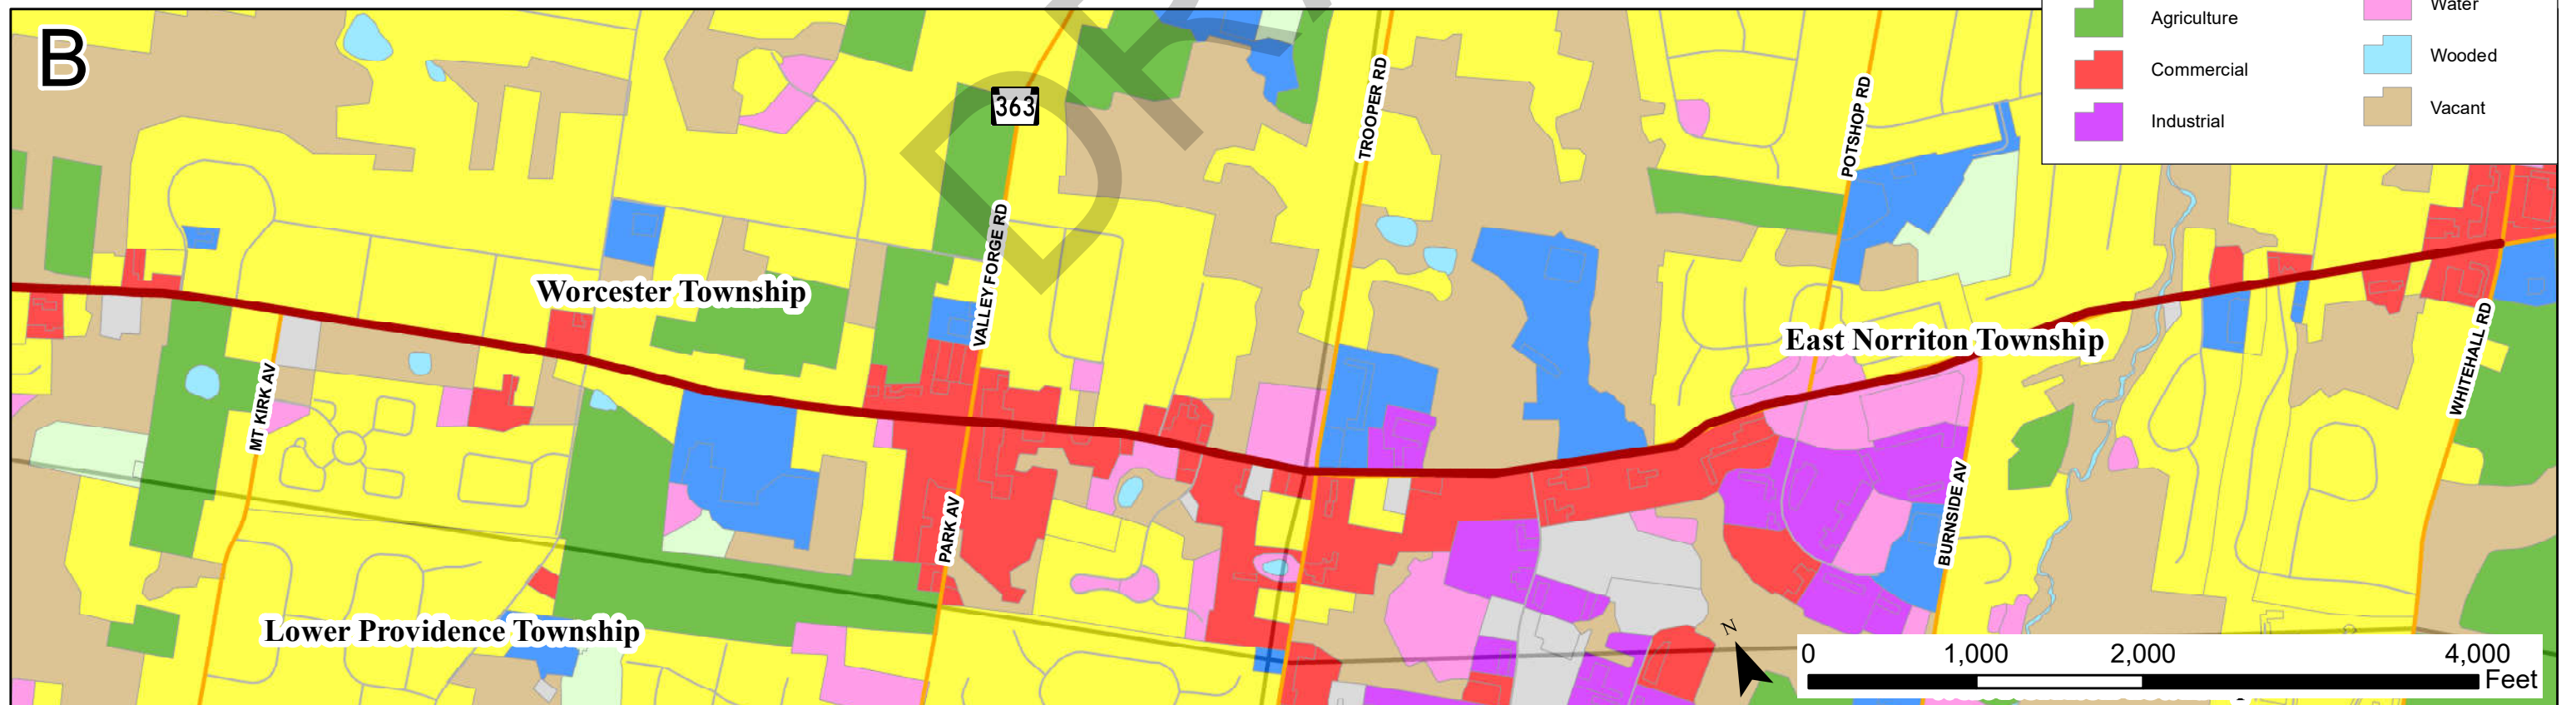 B
Agriculture
Water
Commercial
Wooded
Industrial
Vacant
363
TROOPER RD
POTSHOP RD
VALLEY FORGE RD
Worcester Township
East Norriton Township
WHITEHALL RD
MT KIRK AV
PARK AV
BURNSIDE AV
Lower Providence Township
N
0 1,000 2,000 4,000
Feet